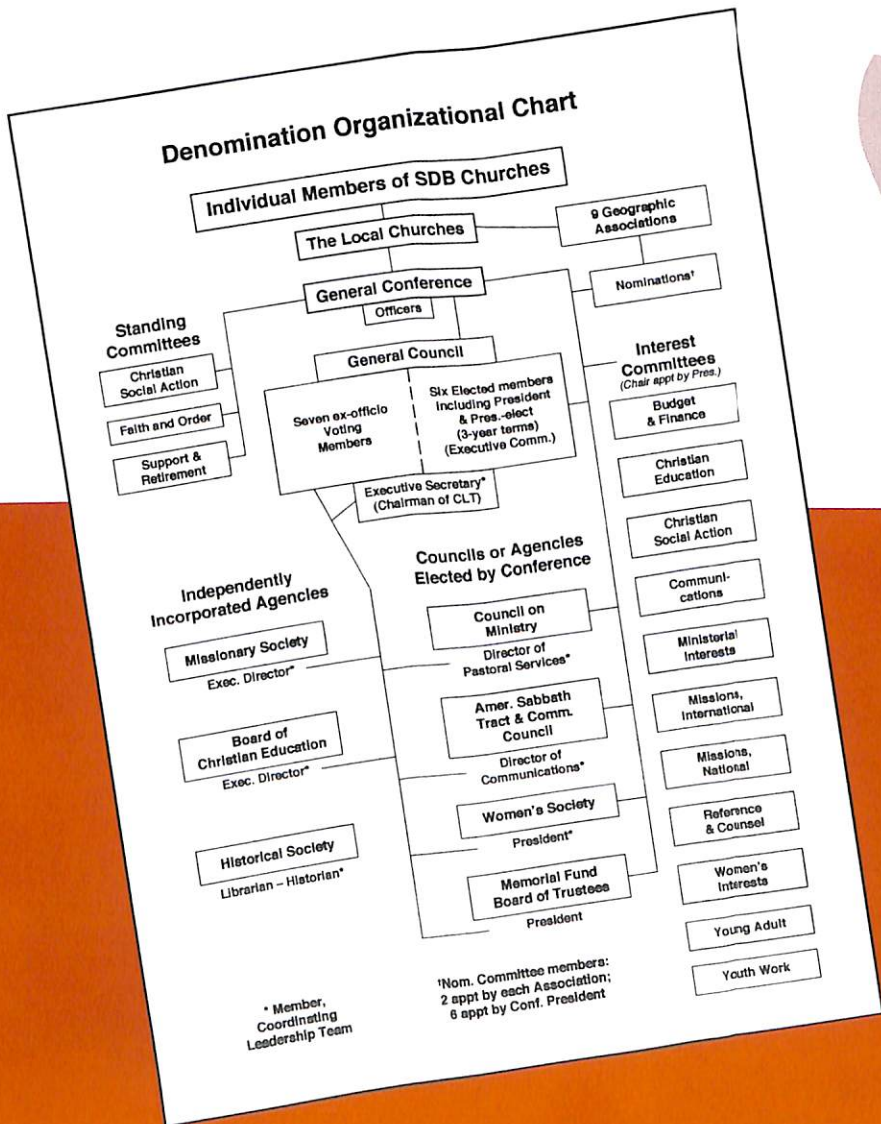 Denomination Organizational Chart
Individual Members of SDB Churches
The Local Churches
9 Geographic
Associations
General Conference
Officers
Nominations†
Standing
Committees
Christian
Social Action
Faith and Order
Support &
Retirement
General Council
Seven ex-officio
Voting
Members
Six Elected members
including President
& Pres.-elect
(3-year terms)
(Executive Comm.)
Executive Secretary*
(Chairman of CLT)
Interest
Committees
(Chair appt by Pres.)
Budget
& Finance
Christian
Education
Christian
Social Action
Communi-
cations
Ministerial
Interests
Missions,
International
Missions,
National
Reference
& Counsel
Women's
Interests
Young Adult
Youth Work
Independently
Incorporated Agencies
Missionary Society
Exec. Director*
Board of
Christian Education
Exec. Director*
Historical Society
Librarian – Historian*
Councils or Agencies
Elected by Conference
Council on
Ministry
Director of
Pastoral Services*
Amer. Sabbath
Tract & Comm.
Council
Director of
Communications*
Women's Society
President*
Memorial Fund
Board of Trustees
President
* Member,
Coordinating
Leadership Team
†Nom. Committee members:
2 appt by each Association;
6 appt by Conf. President